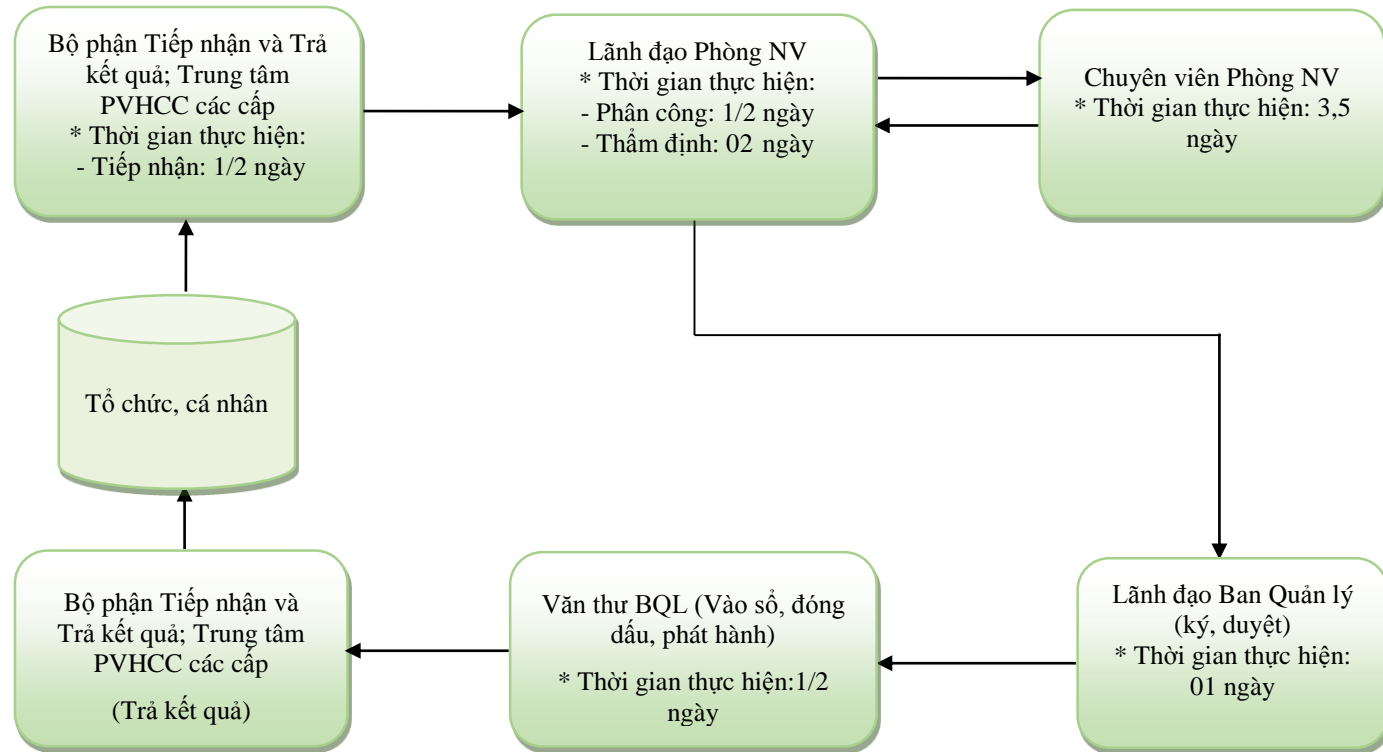 Bộ phận Tiếp nhận và Trả
kết quả; Trung tâm
PVHCC các cấp
* Thời gian thực hiện:
- Tiếp nhận: 1/2 ngày
Lãnh đạo Phòng NV
* Thời gian thực hiện:
- Phân công: 1/2 ngày
- Thẩm định: 02 ngày
Chuyên viên Phòng NV
* Thời gian thực hiện: 3,5
ngày
Tổ chức, cá nhân
Bộ phận Tiếp nhận và
Trả kết quả; Trung tâm
PVHCC các cấp
(Trả kết quả)
Văn thư BQL (Vào sổ, đóng
dấu, phát hành)
* Thời gian thực hiện:1/2
ngày
Lãnh đạo Ban Quản lý
(ký, duyệt)
* Thời gian thực hiện:
01 ngày